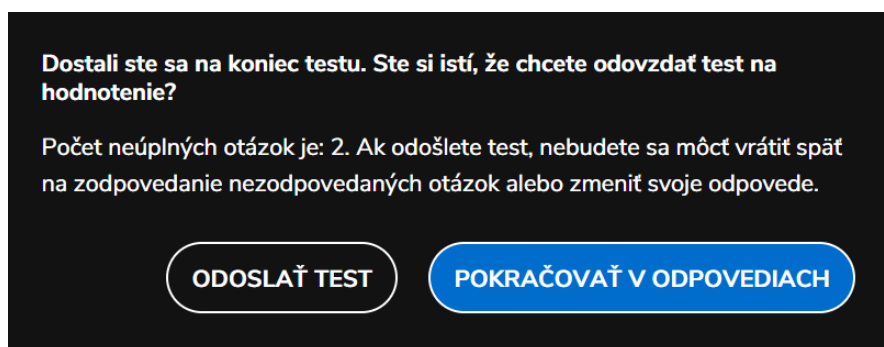 Dostali ste sa na koniec testu. Ste si istí, že chcete odovzdať test na
hodnotenie?
Počet neúplných otázok je: 2. Ak odošlete test, nebudete sa môcť vrátiť späť
na zodpovedanie nezodpovedaných otázok alebo zmeniť svoje odpovede.
ODOSLAŤ TEST
POKRAČOVAŤ V ODPOVEDIACH